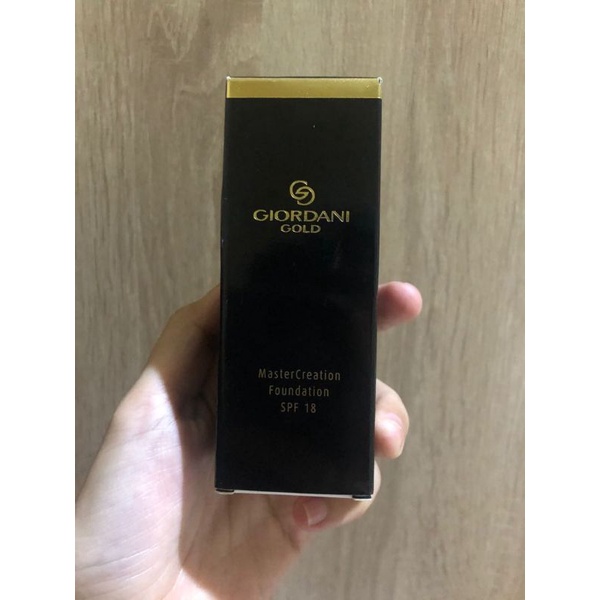 GIORDANI
GOLD
MasterCreation
Foundation
SPF 18